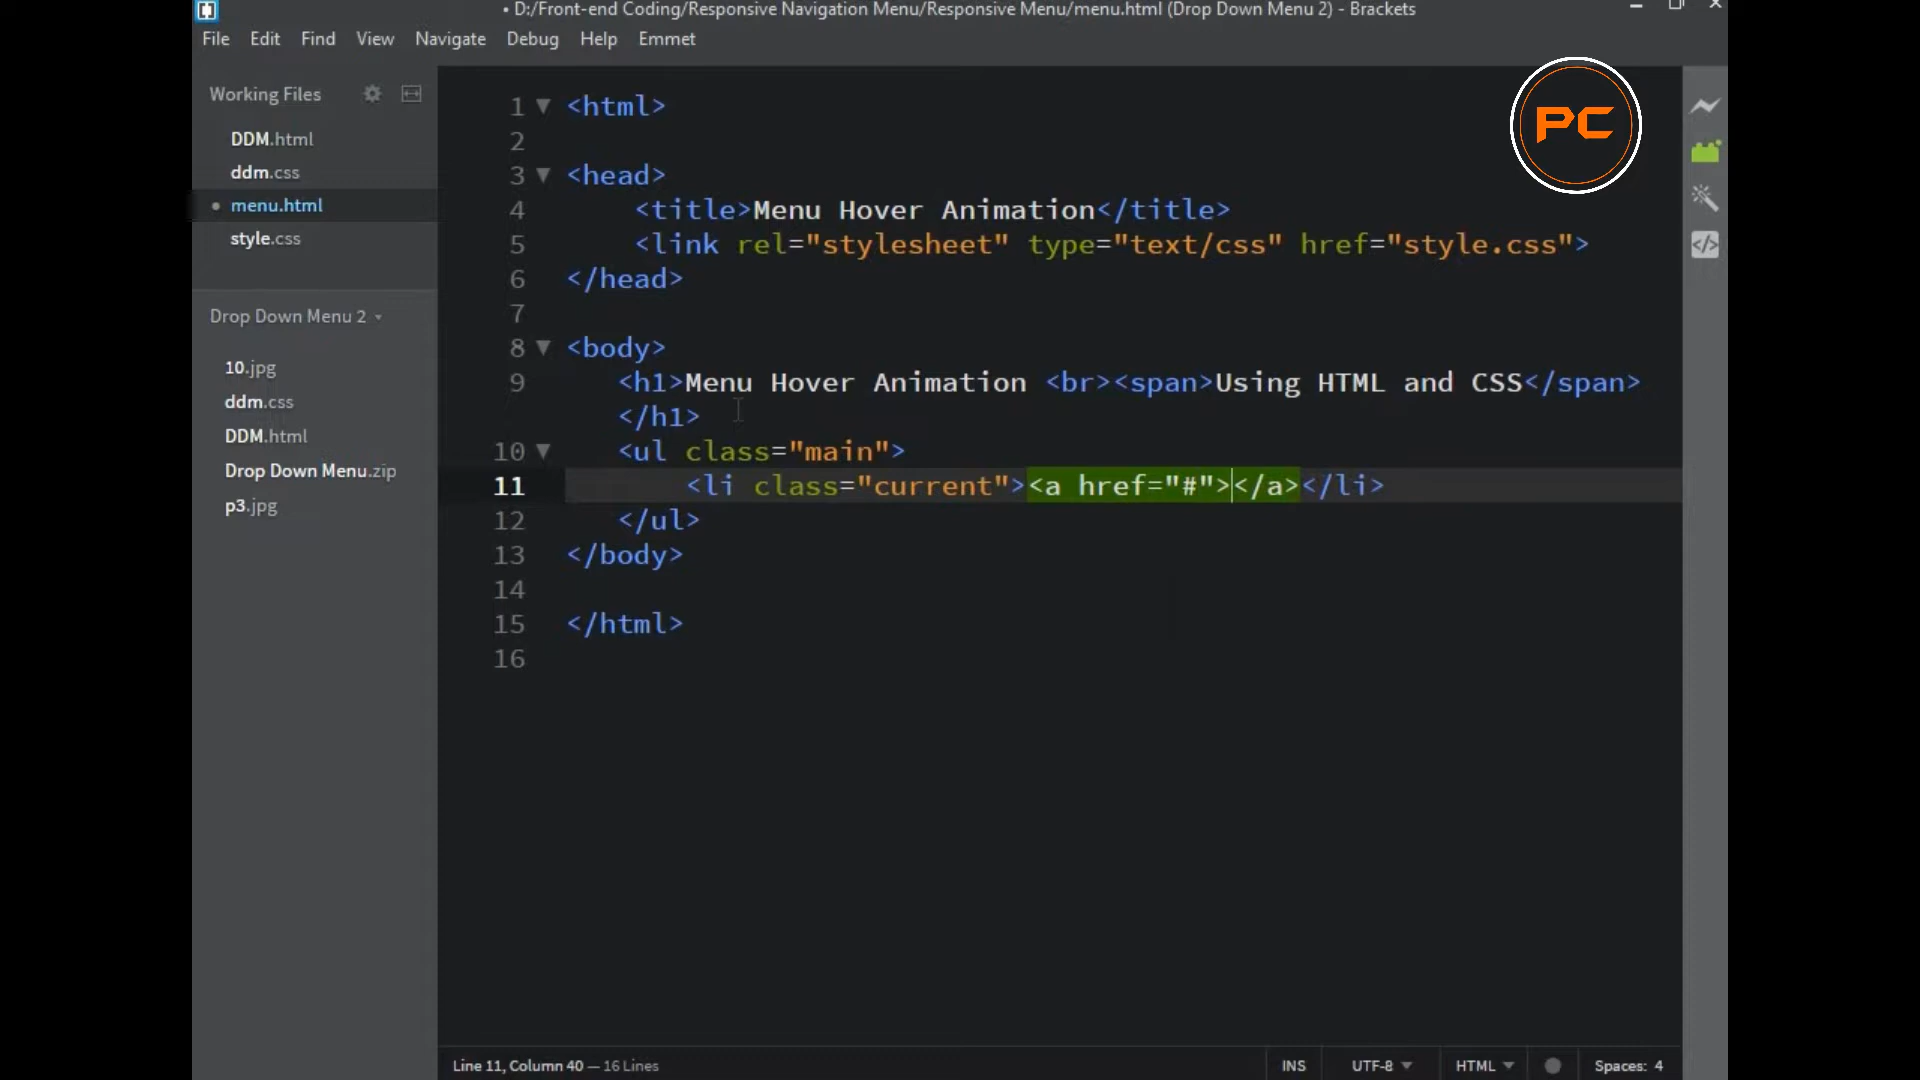 • D:/Front-end Coding/Responsive Navigation Menu/Responsive Menu/menu.html (Drop Down Menu 2) - Brackets
File Edit Find View Navigate Debug Help Emmet
Working Files
DDM.html
ddm.css
• menu.html
style.css
Drop Down Menu 2
10.jpg
ddm.css
DDM.html
Drop Down Menu.zip
p3.jpg
1 <html>
2
3 <head>
4 <title>Menu Hover Animation</title>
5 <link rel="stylesheet" type="text/css" href="style.css">
6 </head>
7
8 <body>
9 <h1>Menu Hover Animation <br><span>Using HTML and CSS</span>
</h1>
10 <ul class="main">
11 <li class="current"><a href="#"></a></li>
12 </ul>
13 </body>
14
15 </html>
16
PC
Line 11, Column 40 — 16 Lines
INS UTF-8 HTML Spaces: 4